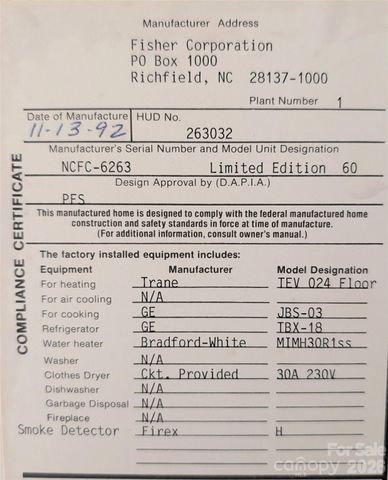 Manufacturer Address
Fisher Corporation
PO Box 1000
Richfield, NC 28137-1000
Plant Number 1
Date of Manufacture HUD No.
11-13-92 263032
Manufacturer's Serial Number and Model Unit Designation
NCFC-6263 Limited Edition 60
Design Approval by (D.A.P.I.A.)
PFS
This manufactured home is designed to comply with the federal manufactured home
construction and safety standards in force at time of manufacture.
(For additional information, consult owner's manual.)
COMPLIANCE CERTIFICATE
The factory installed equipment includes:
Equipment Manufacturer Model Designation
For heating Trane TEV 024 Floor
For air cooling N/A
For cooking GE JBS-03
Refrigerator GE TBX-18
Water heater Bradford-White MIMH30R1ss
Washer N/A
Clothes Dryer Ckt. Provided 30A 230V
Dishwasher N/A
Garbage Disposal N/A
Fireplace N/A
Smoke Detector Firex H
For Sale
canopy 2026